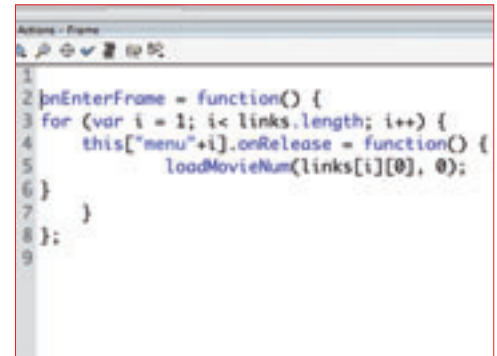 Actions - Frame
1
2 onEnterFrame = function() {
3 for (var i = 1; i< links.length; i++) {
4 this["menu"+i].onRelease = function() {
5 loadMovieNum(links[i][0], 0);
6 }
7 }
8 };
9